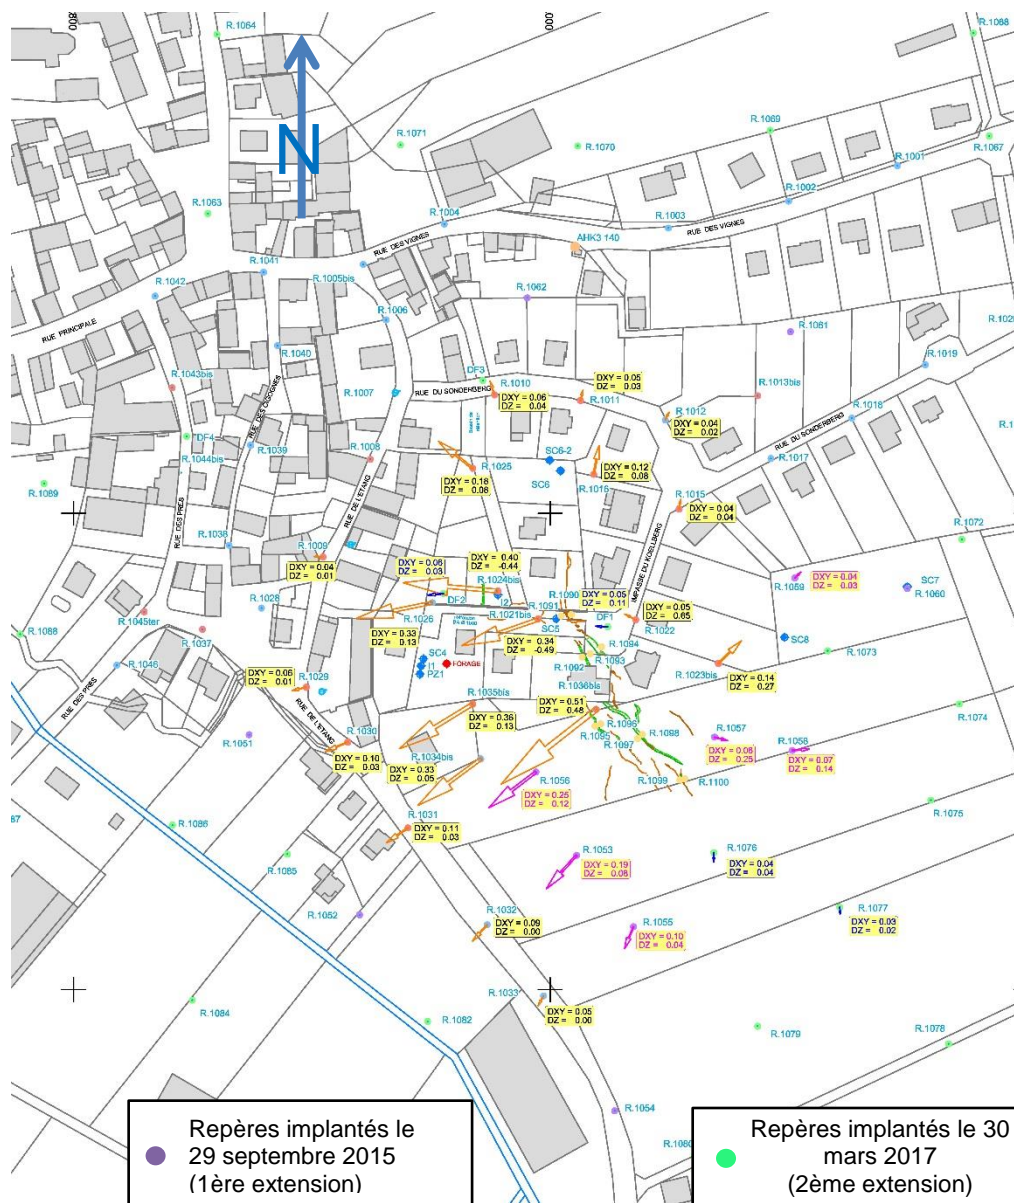 800
000
R.1064
R.1088
N
R.1071
R.1070
R.1069
R.1067
R.1001
R.1002
R.1063
R.1004
R.1003
RUE DES VIGNES
AHK3 140
RUE DES VIGNES
R.1041
R.1005bis
R.1042
R.1062
R.1006
R.1061
RUE PRINCIPALE
R.1040
R.1019
DF3
R.1043bis
RUE DES CIGOGNES
R.1007
R.1010
RUE DU SONDENBERG
DXY = 0.06
DZ = 0.04
DXY = 0.05
DZ = 0.03
R.1011
R.1013bis
R.1012
DXY = 0.04
DZ = 0.02
R.1018
RUE DU SONDERBERG
DF4
R.1044bis
R.1039
R.1008
R.1017
SC6-2
SC6
R.1025
DXY = 0.18
DZ = 0.08
DXY = 0.12
DZ = 0.08
R.1016
R.1089
RUE DES PRES
RUE DE L'ETANG
R.1015
DXY = 0.04
DZ = 0.04
R.1072
R.1038
R.1009
DXY = 0.04
DZ = 0.01
DXY = 0.06
DZ = 0.03
DXY = 0.40
DZ = -0.44
R.1024bis
R.1090
IMPASSE DU KOELLBERG
R.1059
DXY = 0.04
DZ = 0.03
SC7
R.1060
R.1028
DF2
I2
R.1091
DXY = 0.05
DZ = 0.11
DF1
DXY = 0.05
DZ = -0.65
R.1022
R.1045ter
R.1026
R.1021bis
SC5
R.1088
R.1037
DXY = 0.33
DZ = 0.13
DXY = 0.34
DZ = -0.49
R.1094
SC8
R.1073
R.1046
SC4
I1
PZ1
FORAGE
R.1092
R.1093
R.1023bis
DXY = 0.14
DZ = 0.27
R.1029
DXY = 0.06
DZ = 0.01
R.1036bis
RUE DES PRES
R.1035bis
DXY = 0.36
DZ = 0.13
DXY = 0.51
DZ = 0.48
R.1074
RUE DE L'ETANG
R.1051
R.1030
DXY = 0.10
DZ = 0.03
R.1034bis
DXY = 0.33
DZ = 0.05
R.1096
R.1095
R.1098
R.1097
R.1057
R.1058
DXY = 0.07
DZ = 0.14
R.1056
DXY = 0.25
DZ = 0.12
R.1099
R.1100
R.1075
R.1031
DXY = 0.11
DZ = 0.03
R.1086
R.1085
R.1053
DXY = 0.19
DZ = 0.08
R.1076
DXY = 0.04
DZ = 0.04
R.1052
R.1032
DXY = 0.09
DZ = 0.00
R.1055
DXY = 0.10
DZ = 0.04
R.1077
DXY = 0.03
DZ = 0.02
R.1033
DXY = 0.05
DZ = 0.00
R.1084
R.1082
R.1079
R.1078
R.1054
Repères implantés le
29 septembre 2015
(1ère extension)
Repères implantés le 30
mars 2017
(2ème extension)